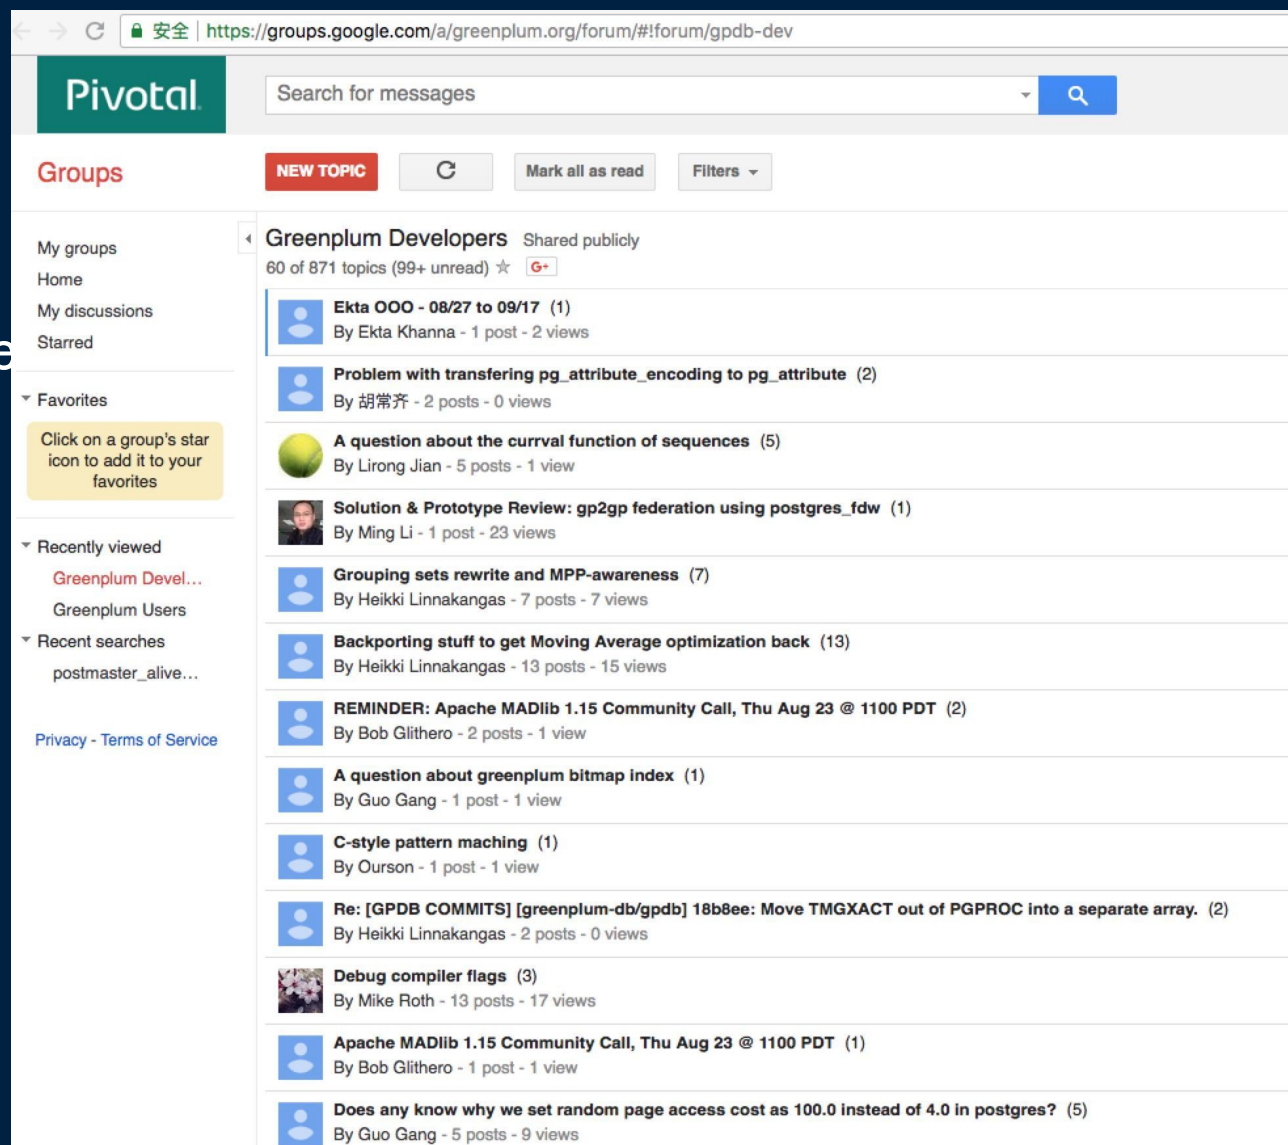 安全 https://groups.google.com/a/greenplum.org/forum/#!forum/gpdb-dev
Pivotal
Search for messages
Groups
NEW TOPIC
Mark all as read
Filters
My groups
Home
My discussions
Starred
e
Favorites
Click on a group's star
icon to add it to your
favorites
Recently viewed
Greenplum Devel...
Greenplum Users
Recent searches
postmaster_alive...
Privacy - Terms of Service
Greenplum Developers Shared publicly
60 of 871 topics (99+ unread) G+
Ekta OOO - 08/27 to 09/17 (1)
By Ekta Khanna - 1 post - 2 views
Problem with transfering pg_attribute_encoding to pg_attribute (2)
By 胡常齐 - 2 posts - 0 views
A question about the currval function of sequences (5)
By Lirong Jian - 5 posts - 1 view
Solution & Prototype Review: gp2gp federation using postgres_fdw (1)
By Ming Li - 1 post - 23 views
Grouping sets rewrite and MPP-awareness (7)
By Heikki Linnakangas - 7 posts - 7 views
Backporting stuff to get Moving Average optimization back (13)
By Heikki Linnakangas - 13 posts - 15 views
REMINDER: Apache MADlib 1.15 Community Call, Thu Aug 23 @ 1100 PDT (2)
By Bob Glithero - 2 posts - 1 view
A question about greenplum bitmap index (1)
By Guo Gang - 1 post - 1 view
C-style pattern maching (1)
By Ourson - 1 post - 1 view
Re: [GPDB COMMITS] [greenplum-db/gpdb] 18b8ee: Move TMGXACT out of PGPROC into a separate array. (2)
By Heikki Linnakangas - 2 posts - 0 views
Debug compiler flags (3)
By Mike Roth - 13 posts - 17 views
Apache MADlib 1.15 Community Call, Thu Aug 23 @ 1100 PDT (1)
By Bob Glithero - 1 post - 1 view
Does any know why we set random page access cost as 100.0 instead of 4.0 in postgres? (5)
By Guo Gang - 5 posts - 9 views